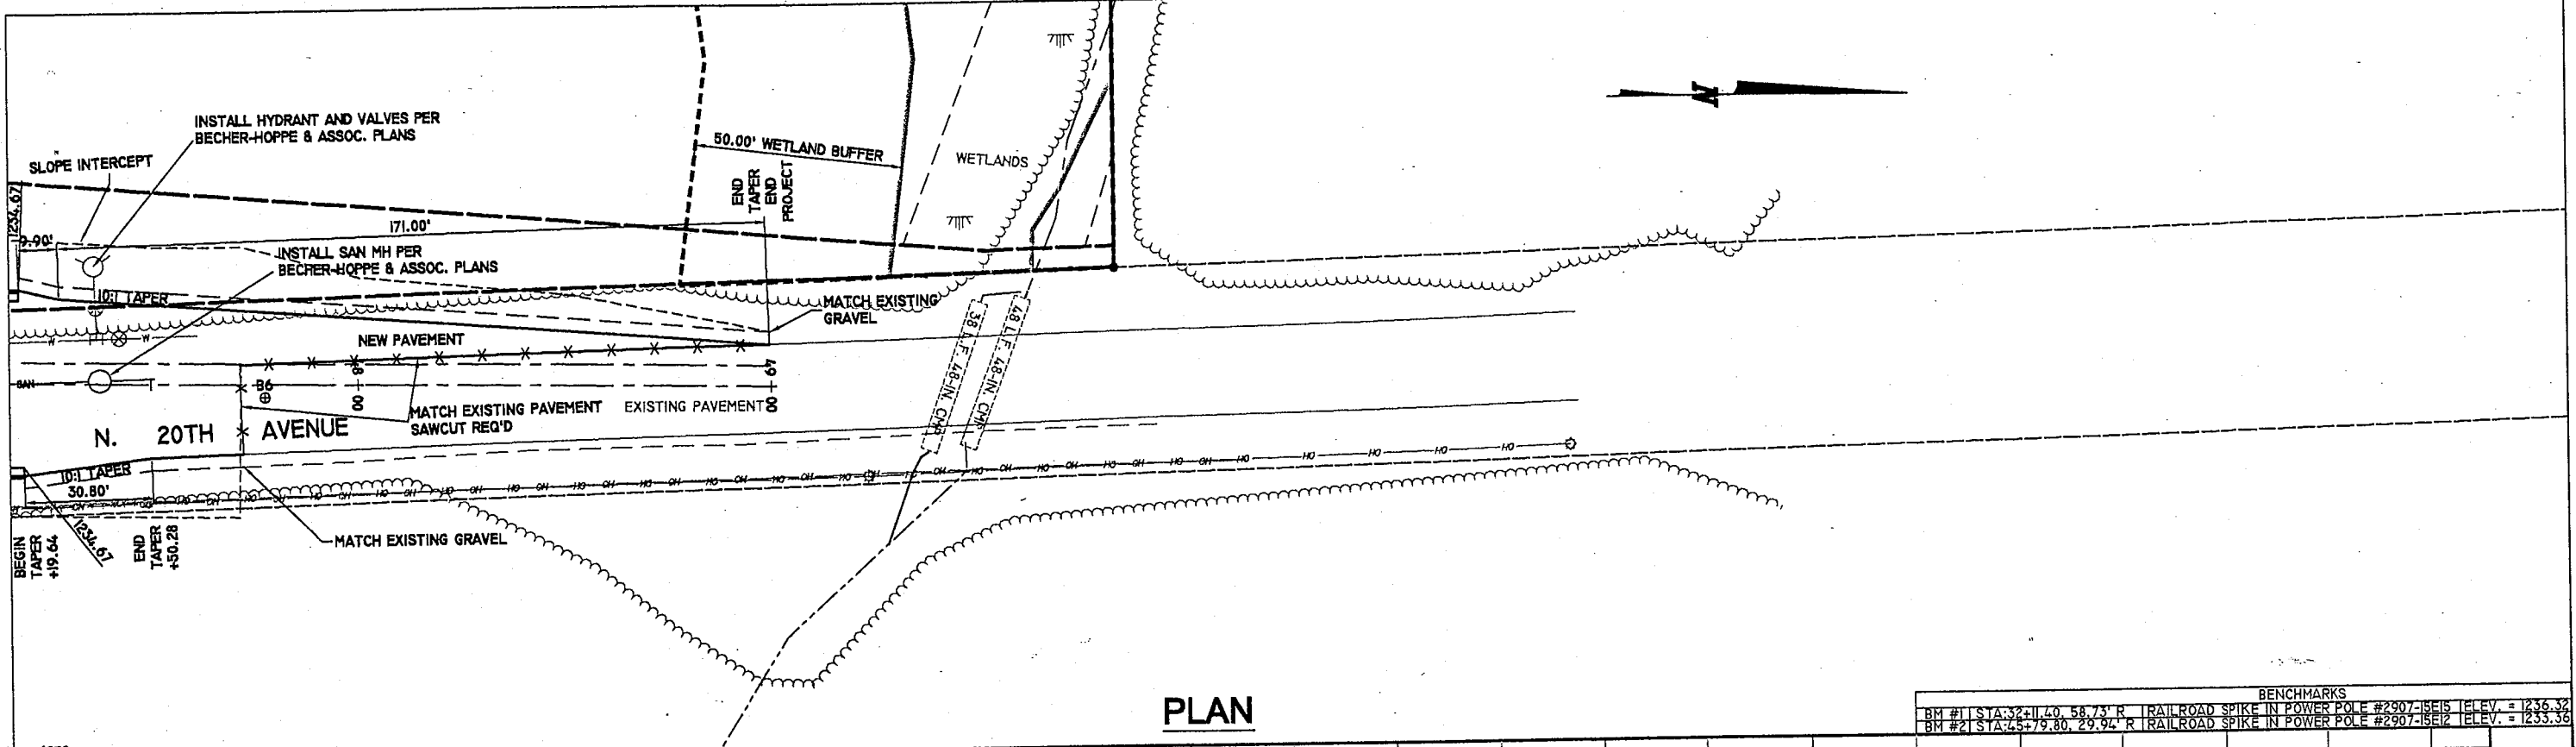 INSTALL HYDRANT AND VALVES PER
BECHER-HOPPE & ASSOC. PLANS
SLOPE INTERCEPT
50.00' WETLAND BUFFER
WETLANDS
N
1234.67
9.90'
171.00'
END
TAPER
END
PROJECT
INSTALL SAN MH PER
BECHER-HOPPE & ASSOC. PLANS
10:1 TAPER
MATCH EXISTING
GRAVEL
W
W
NEW PAVEMENT
SAN
B6
48
00
49
00
MATCH EXISTING PAVEMENT
SAWCUT REQ'D
EXISTING PAVEMENT
38 L.F. 48-IN. CMP
48 L.F. 48-IN. CMP
N. 20TH AVENUE
10:1 TAPER
30.80'
BEGIN
TAPER
+19.64
1234.67
END
TAPER
+50.28
MATCH EXISTING GRAVEL
PLAN
BENCHMARKS
BM #1 STA:32+11.40, 58.73' R RAILROAD SPIKE IN POWER POLE #2907-15E15 ELEV. = 1236.32
BM #2 STA:45+79.80, 29.94' R RAILROAD SPIKE IN POWER POLE #2907-15E12 ELEV. = 1233.36